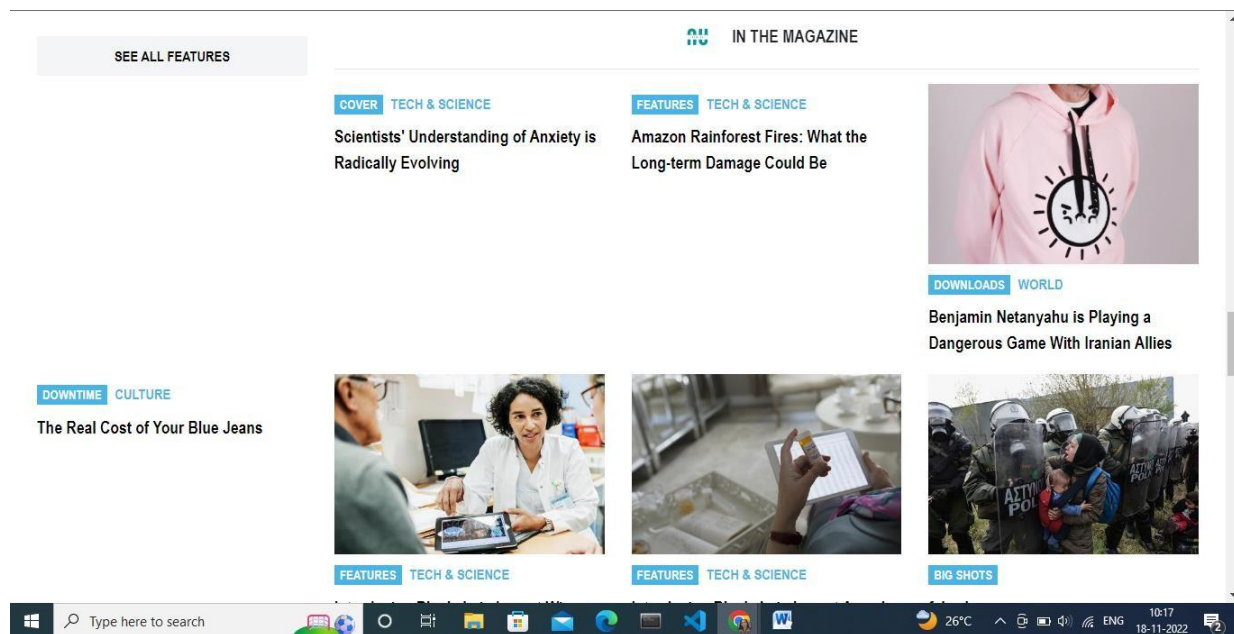 SEE ALL FEATURES
IN THE MAGAZINE
COVER TECH & SCIENCE
Scientists' Understanding of Anxiety is
Radically Evolving
FEATURES TECH & SCIENCE
Amazon Rainforest Fires: What the
Long-term Damage Could Be
DOWNLOADS WORLD
Benjamin Netanyahu is Playing a
Dangerous Game With Iranian Allies
DOWNTIME CULTURE
The Real Cost of Your Blue Jeans
FEATURES TECH & SCIENCE
FEATURES TECH & SCIENCE
BIG SHOTS
Type here to search
26°C
ENG
10:17
18-11-2022
2